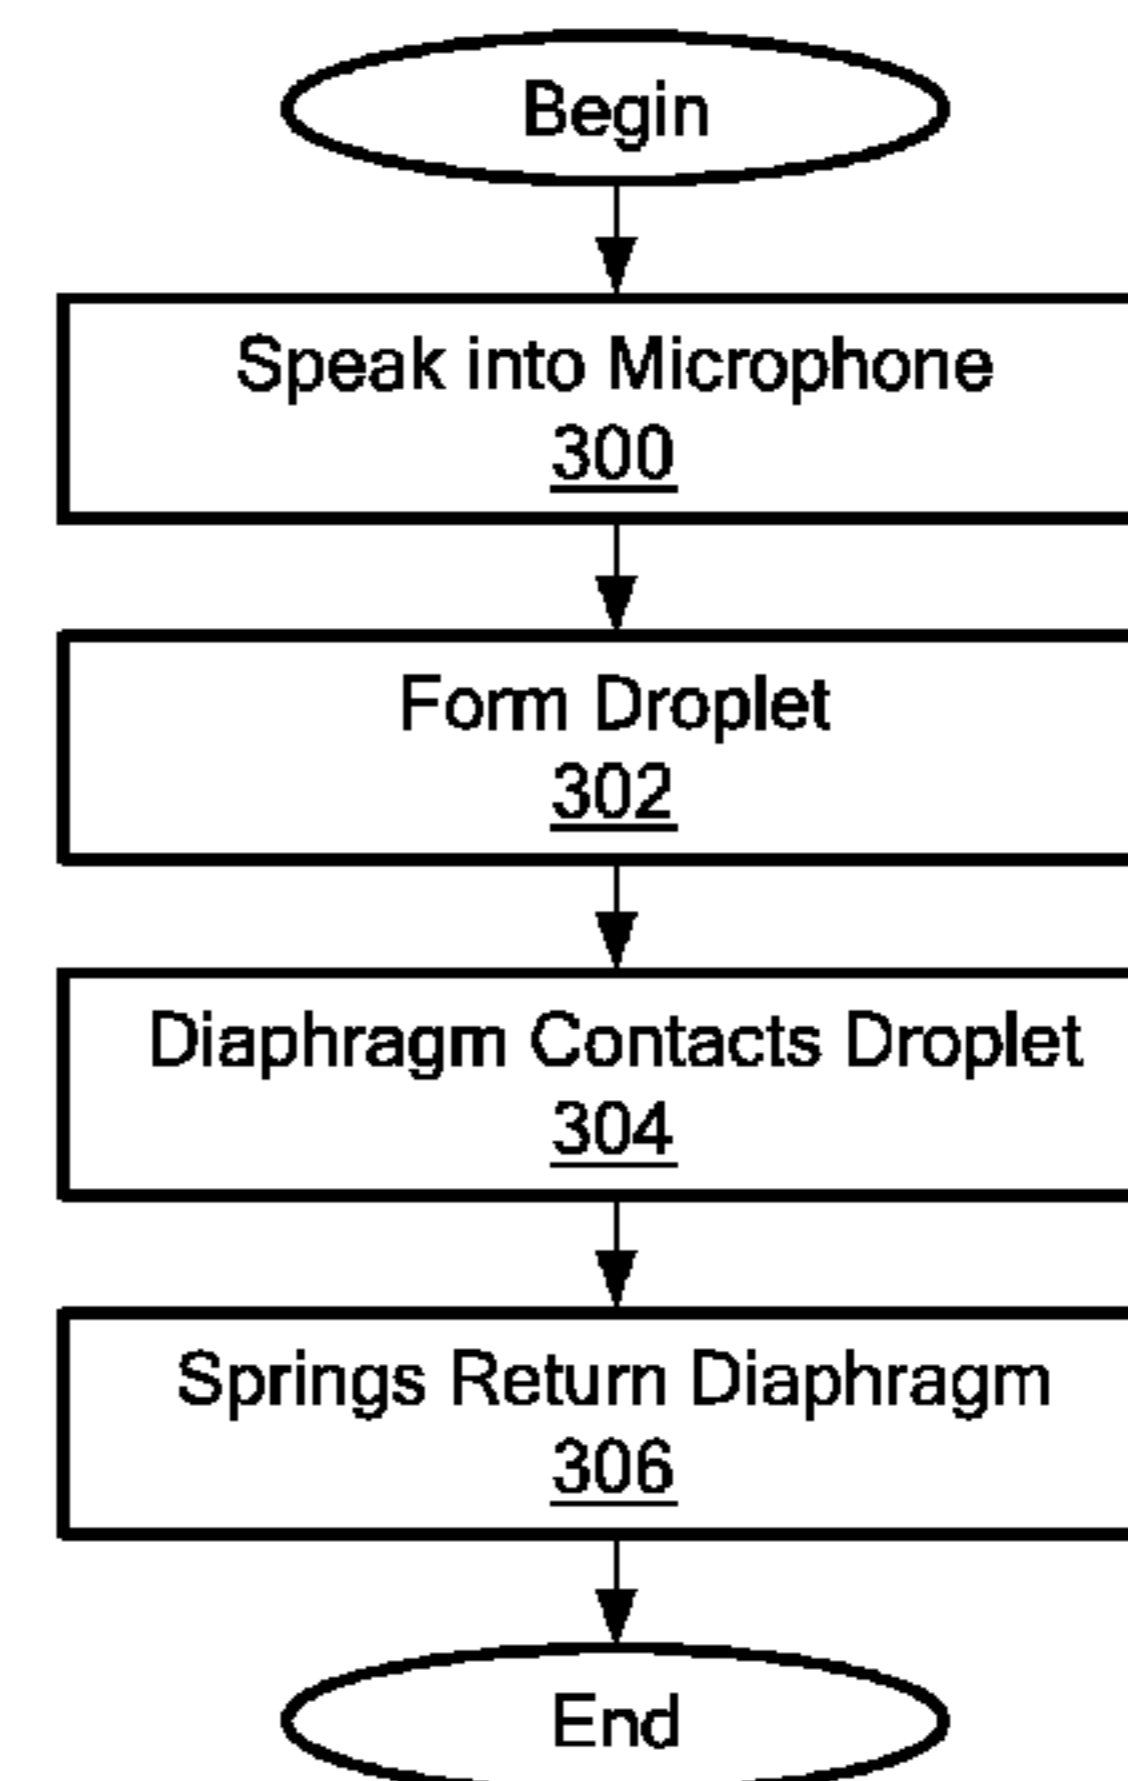 Begin
Speak into Microphone
300
Form Droplet
302
Diaphragm Contacts Droplet
304
Springs Return Diaphragm
306
End